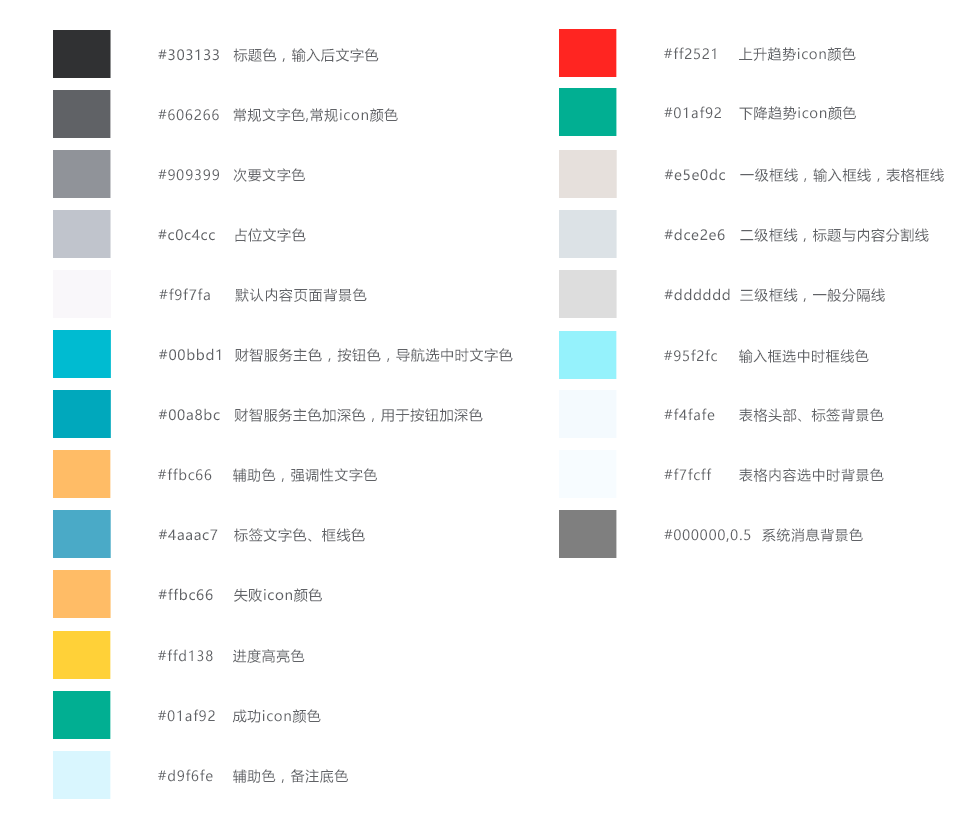 #303133 标题色，输入后文字色
#606266 常规文字色,常规icon颜色
#909399 次要文字色
#c0c4cc 占位文字色
#f9f7fa 默认内容页面背景色
#00bbd1 财智服务主色，按钮色，导航选中时文字色
#00a8bc 财智服务主色加深色，用于按钮加深色
#ffbc66 辅助色，强调性文字色
#4aaac7 标签文字色、框线色
#ffbc66 失败icon颜色
#ffd138 进度高亮色
#01af92 成功icon颜色
#d9f6fe 辅助色，备注底色
#ff2521 上升趋势icon颜色
#01af92 下降趋势icon颜色
#e5e0dc 一级框线，输入框线，表格框线
#dce2e6 二级框线，标题与内容分割线
#dddddd 三级框线，一般分隔线
#95f2fc 输入框选中时框线色
#f4fafe 表格头部、标签背景色
#f7fcff 表格内容选中时背景色
#000000,0.5 系统消息背景色